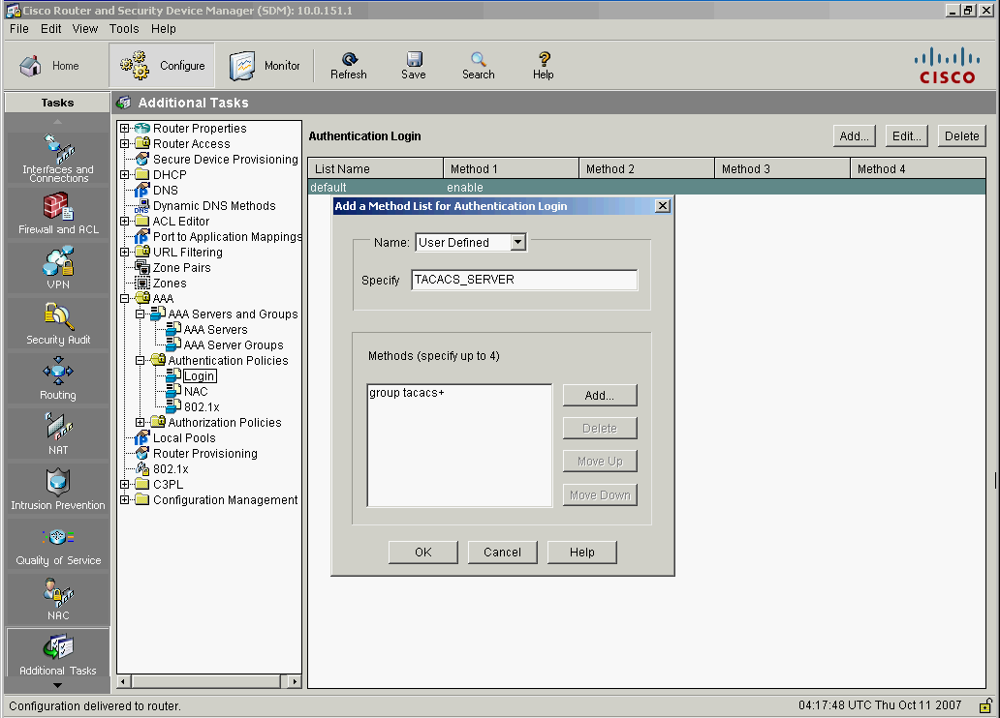 Cisco Router and Security Device Manager (SDM): 10.0.151.1
File Edit View Tools Help
Home
Configure
Monitor
Refresh
Save
Search
Help
CISCO
Tasks
Additional Tasks
Interfaces and
Connections
Firewall and ACL
VPN
Security Audit
Routing
NAT
Intrusion Prevention
Quality of Service
NAC
Additional Tasks
Router Properties
Router Access
Secure Device Provisioning
DHCP
DNS
Dynamic DNS Methods
ACL Editor
Port to Application Mappings
URL Filtering
Zone Pairs
Zones
AAA
AAA Servers and Groups
AAA Servers
AAA Server Groups
Authentication Policies
Login
NAC
802.1x
Authorization Policies
Local Pools
Router Provisioning
802.1x
C3PL
Configuration Management
Authentication Login
Add... Edit... Delete
List Name Method 1 Method 2 Method 3 Method 4
default enable
Add a Method List for Authentication Login
Name: User Defined
Specify TACACS_SERVER
Methods (specify up to 4)
group tacacs+
Add...
Delete
Move Up
Move Down
OK Cancel Help
Configuration delivered to router. 04:17:48 UTC Thu Oct 11 2007